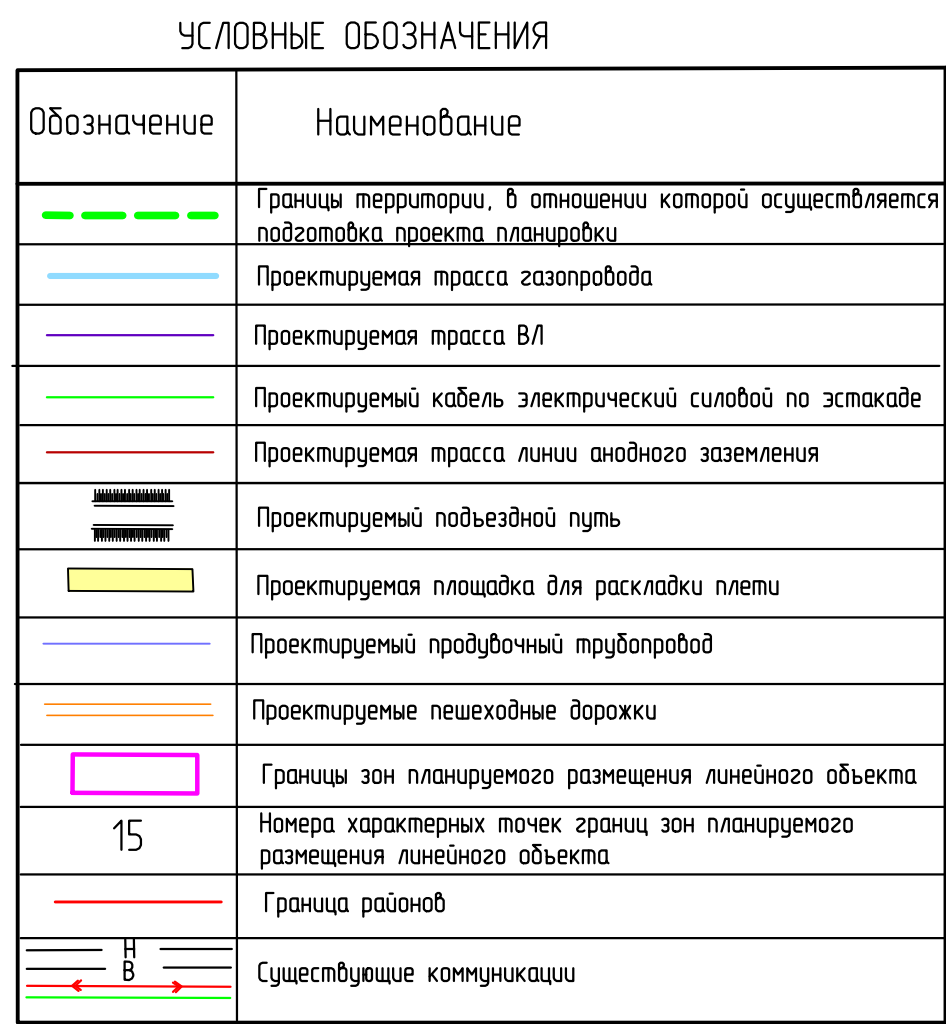 УСЛОВНЫЕ ОБОЗНАЧЕНИЯ
Обозначение
Наименование
Границы территории, в отношении которой осуществляется
подготовка проекта планировки
Проектируемая трасса газопровода
Проектируемая трасса ВЛ
Проектируемый кабель электрический силовой по эстакаде
Проектируемая трасса линии анодного заземления
Проектируемый подъездной путь
Проектируемая площадка для раскладки плети
Проектируемый продувочный трубопровод
Проектируемые пешеходные дорожки
Границы зон планируемого размещения линейного объекта
15
Номера характерных точек границ зон планируемого
размещения линейного объекта
Граница районов
Н
В
Существующие коммуникации